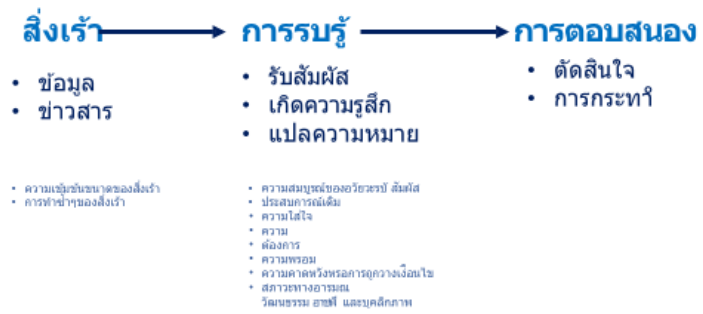 สิ่งเร้า
การรบรู้
การตอบสนอง
• ข้อมูล
• ข่าวสาร
• รับสัมผัส
• เกิดความรูสึก
• แปลความหมาย
• ตัดสินใจ
• การกระทาํ
• ความเข้มข้นขนาดของสิ่งเร้า
• การทำซ้ำๆของสิ่งเร้า
• ความสมบูรณ์ของอวัยวะรบั สัมผัส
• ประสบการณ์เดิม
• ความใส่ใจ
• ความ
• ต้องการ
• ความพรอม
• ความคาดหวังหรอการถูกวางเงื่อนไข
• สภาวะทางอารมณ
วัฒนธรรม อาชพี และบุคลิกภาพ